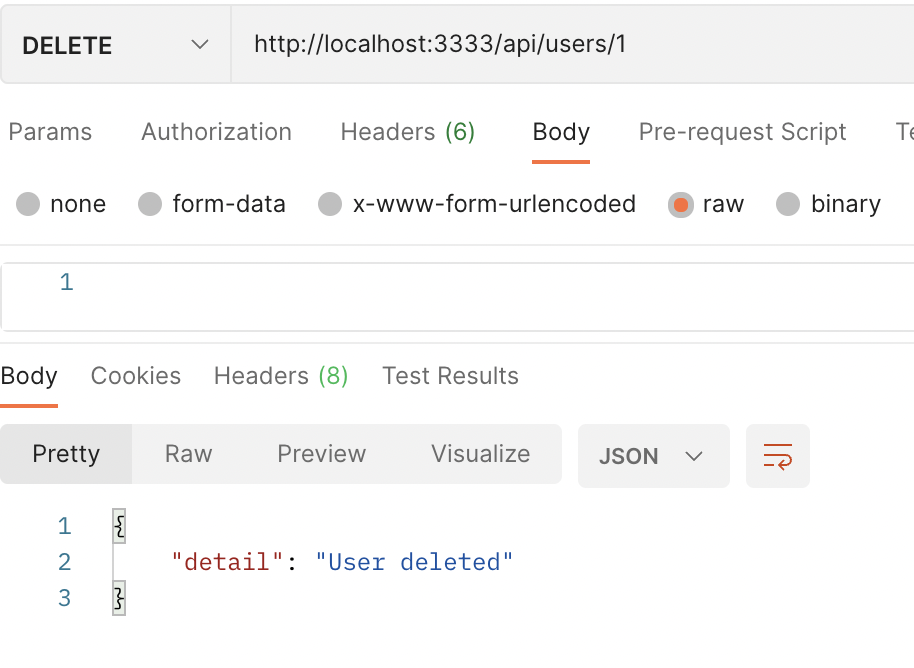 DELETE http://localhost:3333/api/users/1
Params Authorization Headers (6) Body Pre-request Script
none form-data x-www-form-urlencoded raw binary
1
Body Cookies Headers (8) Test Results
Pretty Raw Preview Visualize JSON
1 {
2 "detail": "User deleted"
3 }